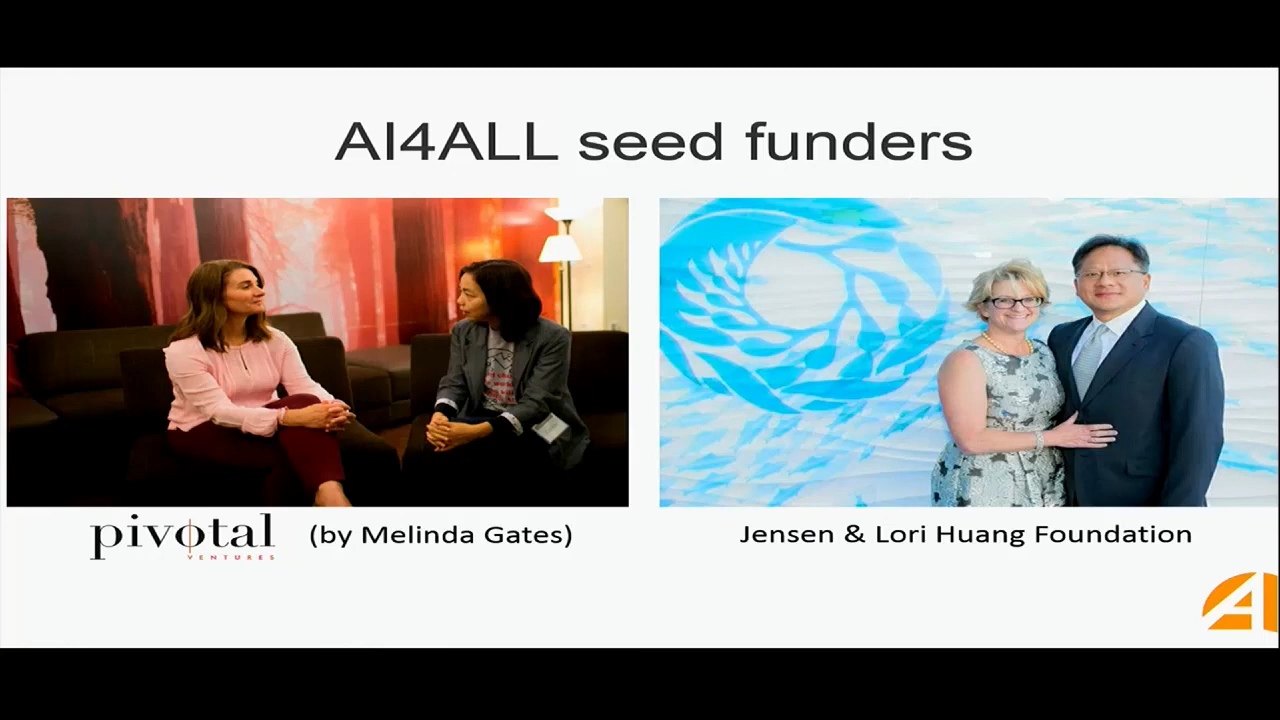 AI4ALL seed funders
pivotal
VENTURES
(by Melinda Gates)
Jensen & Lori Huang Foundation